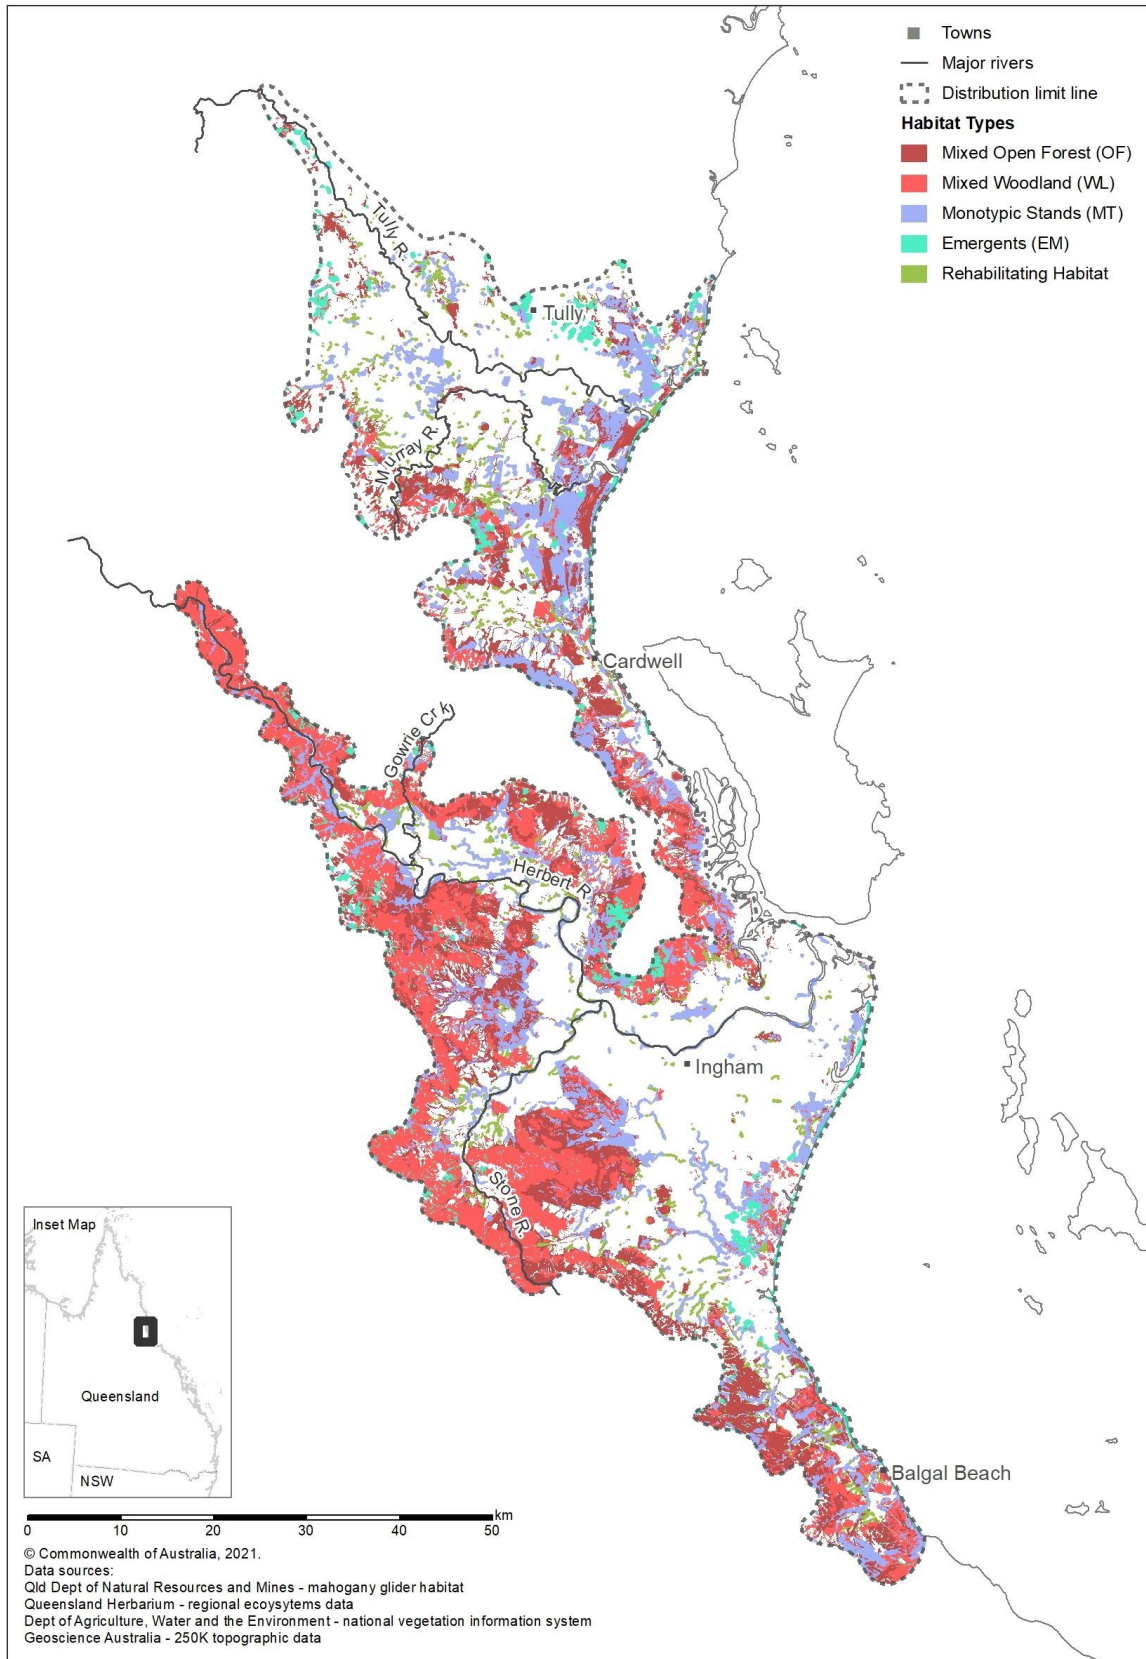 Towns
Major rivers
Distribution limit line
Habitat Types
Mixed Open Forest (OF)
Mixed Woodland (WL)
Monotypic Stands (MT)
Emergents (EM)
Rehabilitating Habitat
Tully R.
Tully
Murray R.
Cardwell
Gowrie Crk
Herbert R.
Ingham
Stone R.
Balgal Beach
Inset Map
Queensland
SA
NSW
km
0 10 20 30 40 50
© Commonwealth of Australia, 2021.
Data sources:
Qld Dept of Natural Resources and Mines - mahogany glider habitat
Queensland Herbarium - regional ecoysytems data
Dept of Agriculture, Water and the Environment - national vegetation information system
Geoscience Australia - 250K topographic data